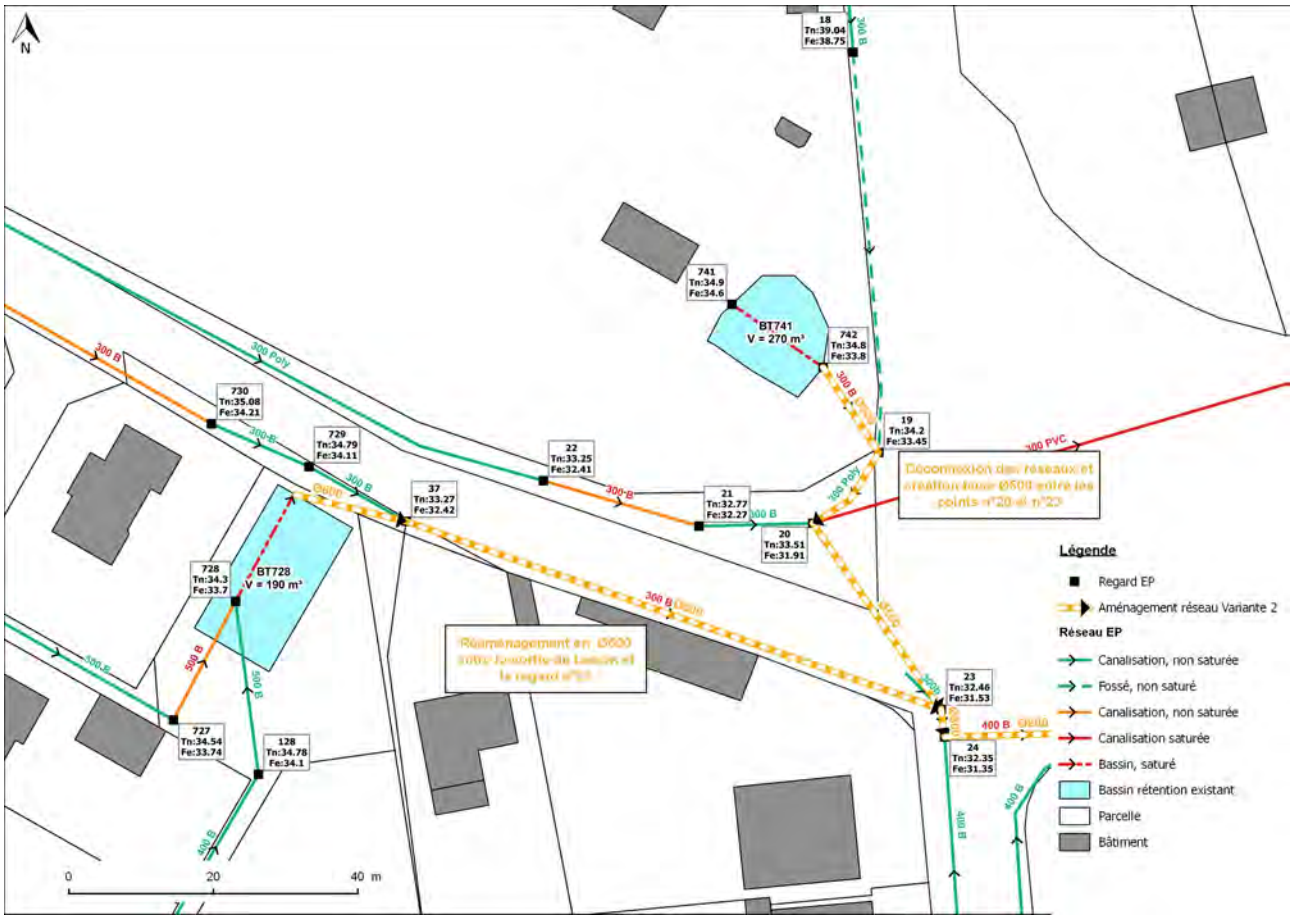 N
18
Tn:39.04
Fe:38.75
300 B
741
Tn:34.9
Fe:34.6
BT741
V = 270 m³
742
Tn:34.8
Fe:33.8
300 B
300 Poly
300 B
730
Tn:35.08
Fe:34.21
300 B
729
Tn:34.79
Fe:34.11
300 B
22
Tn:33.25
Fe:32.41
19
Tn:34.2
Fe:33.45
300 PVC
Déconnexion des réseaux et
création buse Ø500 entre les
points n°20 et n°23
300 Poly
Ø600
37
Tn:33.27
Fe:32.42
300 B
21
Tn:32.77
Fe:32.27
300 B
20
Tn:33.51
Fe:31.91
728
Tn:34.3
Fe:33.7
BT728
V = 190 m³
300 B
Ø600
Réaménagement en Ø600
entre la sortie de bassin et
le regard
500 B
500 B
500 B
727
Tn:34.54
Fe:33.74
128
Tn:34.78
Fe:34.1
400 B
23
Tn:32.46
Fe:31.53
400 B
24
Tn:32.35
Fe:31.35
400 B
400 B
Légende
Regard EP
Aménagement réseau Variante 2
Réseau EP
Canalisation, non saturée
Fossé, non saturé
Canalisation, non saturée
Canalisation saturée
Bassin, saturé
Bassin rétention existant
Parcelle
Bâtiment
0 20 40 m